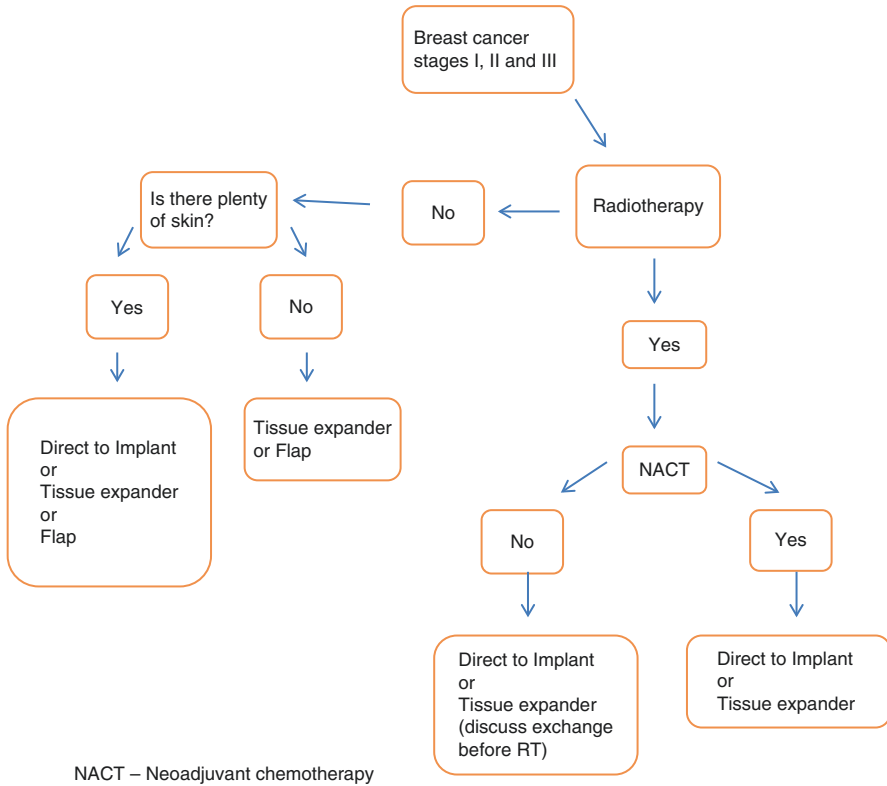 Breast cancer
stages I, II and III
Radiotherapy
No
Is there plenty
of skin?
Yes
No
Direct to Implant
or
Tissue expander
or
Flap
Tissue expander
or Flap
Yes
NACT
No
Yes
Direct to Implant
or
Tissue expander
(discuss exchange
before RT)
Direct to Implant
or
Tissue expander
NACT – Neoadjuvant chemotherapy